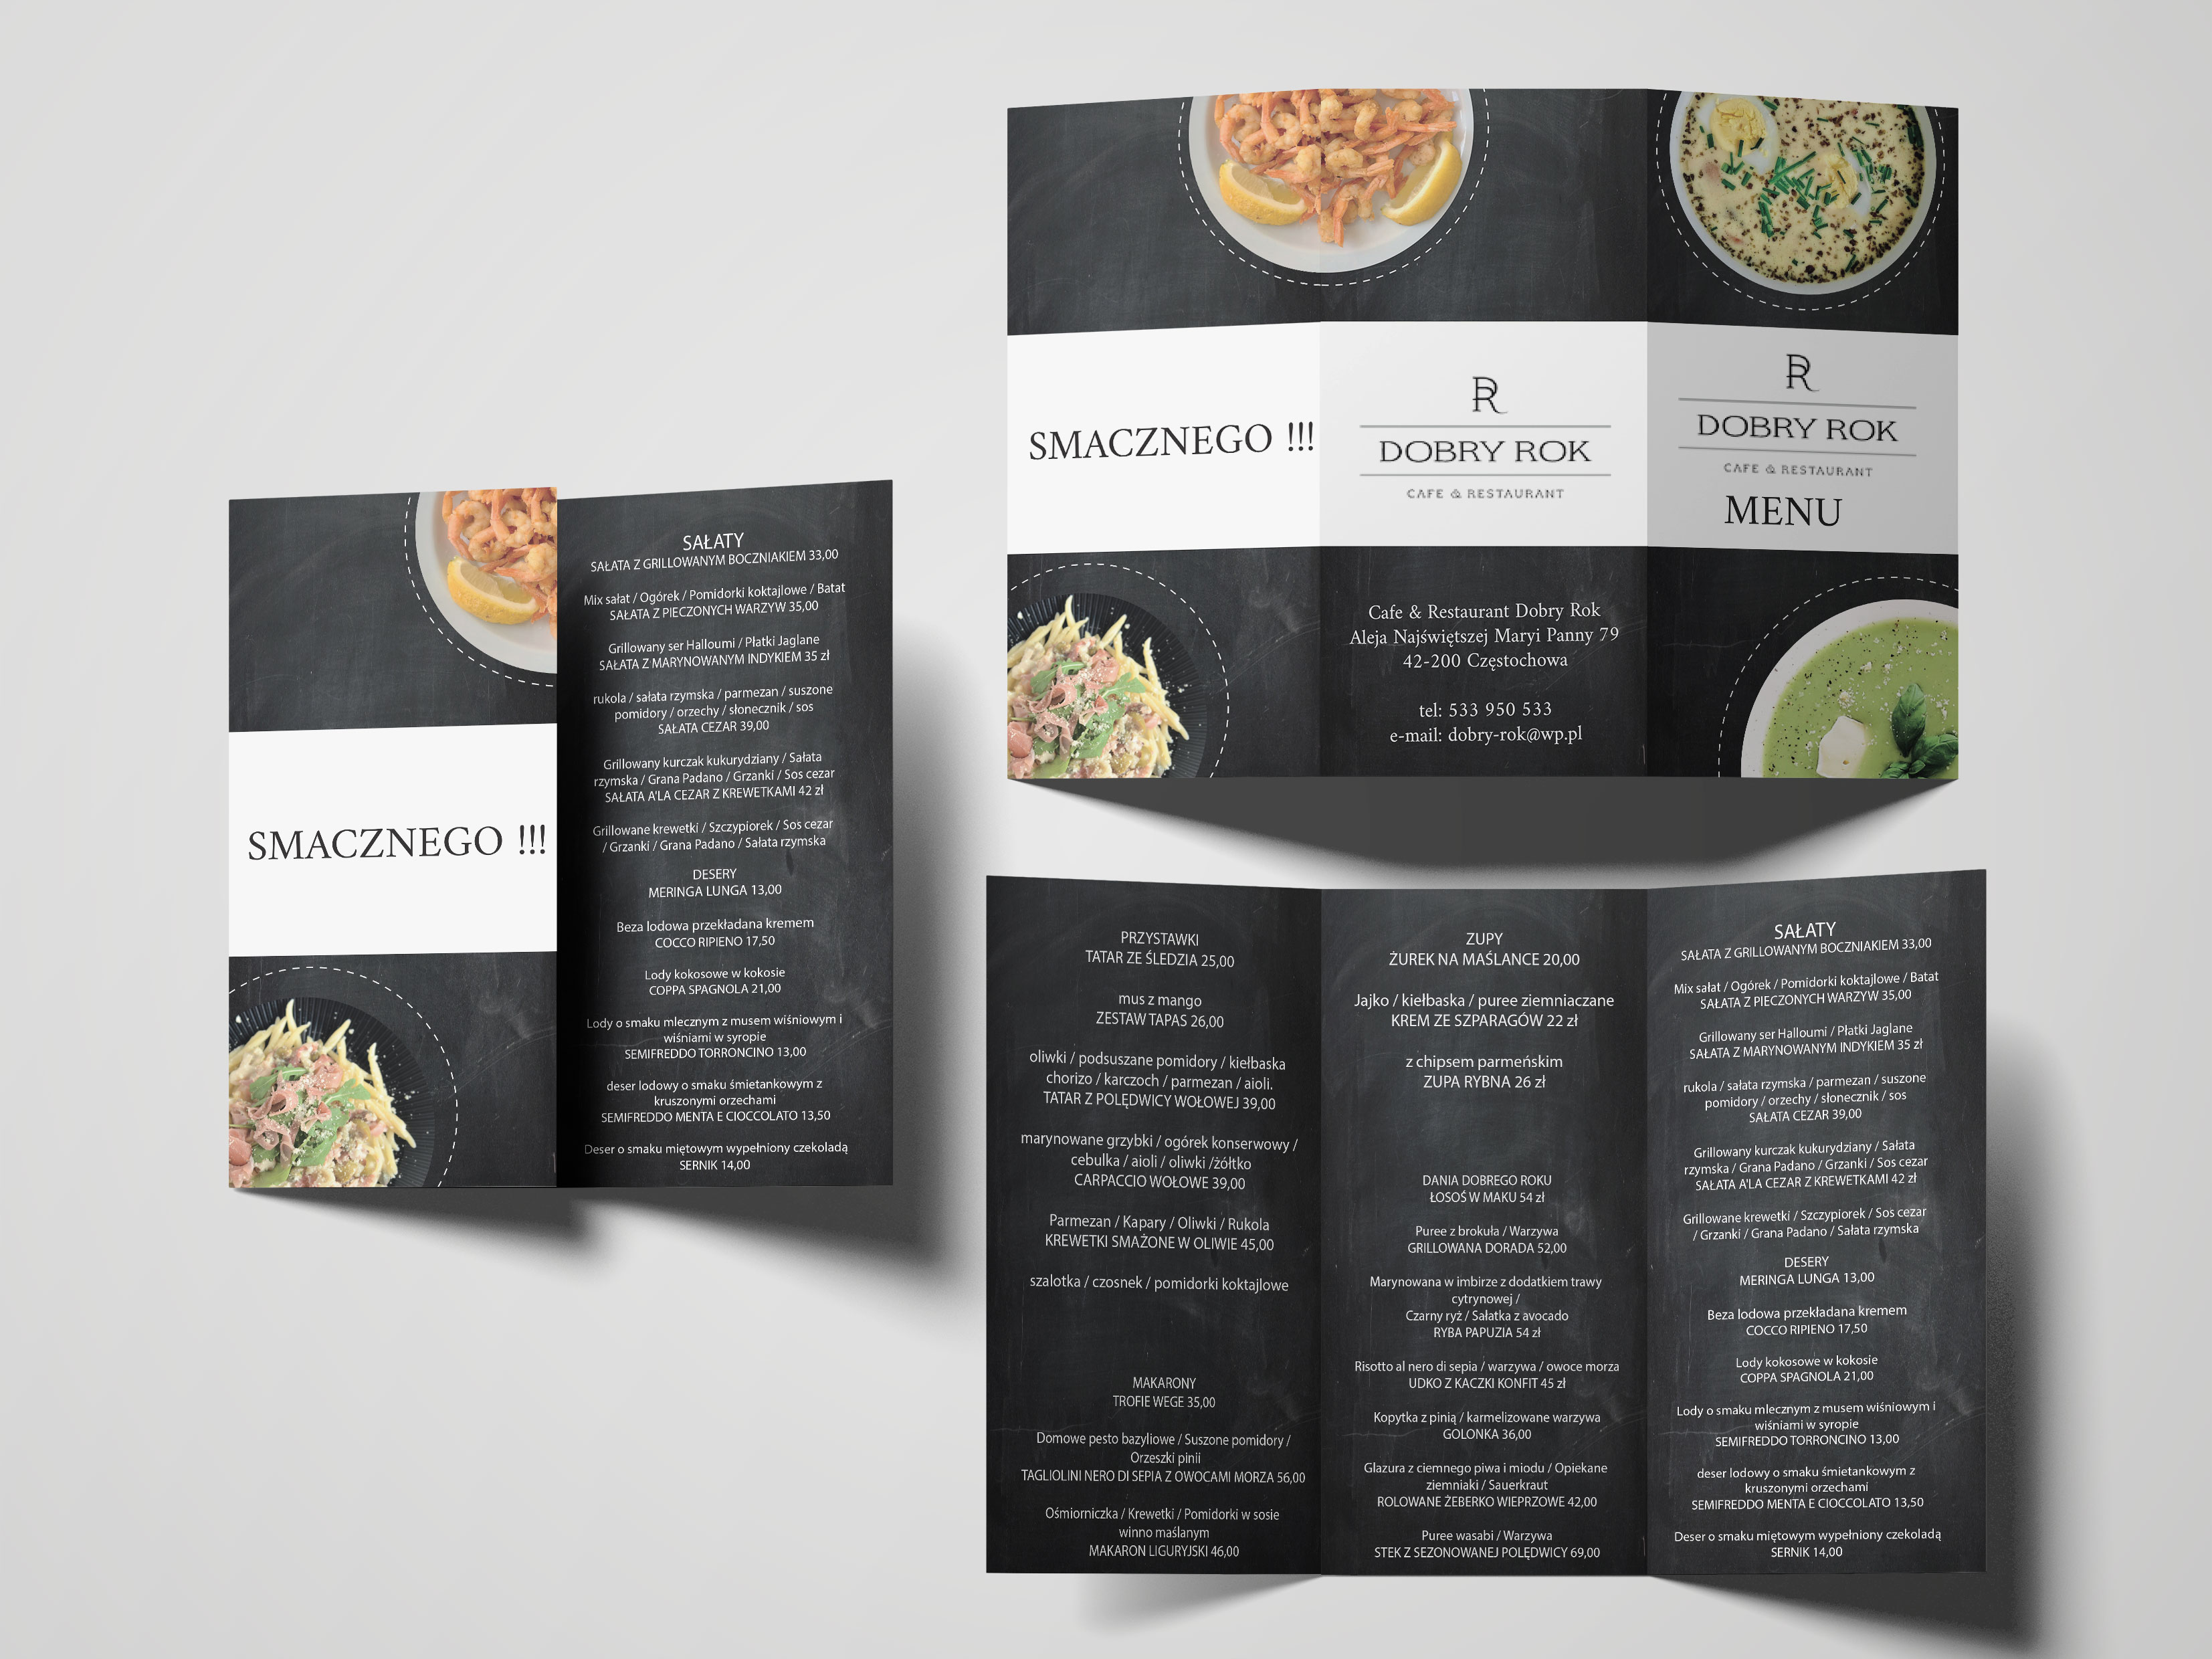 SMACZNEGO !!!
SAŁATY
SAŁATA Z GRILLOWANYM BOCZNIAKIEM 33,00
Mix sałat / Ogórek / Pomidorki koktajlowe / Batat
SAŁATA Z PIECZONYCH WARZYW 35,00
Grillowany ser Halloumi / Płatki Jaglane
SAŁATA Z MARYNOWANYM INDYKIEM 35 zł
rukola / sałata rzymska / parmezan / suszone
pomidory / orzechy / słonecznik / sos
SAŁATA CEZAR 39,00
Grillowany kurczak kukurydziany / Sałata
rzymska / Grana Padano / Grzanki / Sos cezar
SAŁATA A'LA CEZAR Z KREWETKAMI 42 zł
Grillowane krewetki / Szczypiorek / Sos cezar
/ Grzanki / Grana Padano / Sałata rzymska
DESERY
MERINGA LUNGA 13,00
Beza lodowa przekładana kremem
COCCO RIPIENO 17,50
Lody kokosowe w kokosie
COPPA SPAGNOLA 21,00
Lody o smaku mlecznym z musem wiśniowym i
wiśniami w syropie
SEMIFREDDO TORRONCINO 13,00
deser lodowy o smaku śmietankowym z
kruszonymi orzechami
SEMIFREDDO MENTA E CIOCCOLATO 13,50
Deser o smaku miętowym wypełniony czekoladą
SERNIK 14,00
SMACZNEGO !!!
R
DOBRY ROK
CAFE & RESTAURANT
Cafe & Restaurant Dobry Rok
Aleja Najświętszej Maryi Panny 79
42-200 Częstochowa
tel: 533 950 533
e-mail: dobry-rok@wp.pl
R
DOBRY ROK
CAFE & RESTAURANT
MENU
PRZYSTAWKI
TATAR ZE ŚLEDZIA 25,00
mus z mango
ZESTAW TAPAS 26,00
oliwki / podsuszane pomidory / kiełbaska
chorizo / karczoch / parmezan / aioli.
TATAR Z POLĘDWICY WOŁOWEJ 39,00
marynowane grzybki / ogórek konserwowy /
cebulka / aioli / oliwki /żółtko
CARPACCIO WOŁOWE 39,00
Parmezan / Kapary / Oliwki / Rukola
KREWETKI SMAŻONE W OLIWIE 45,00
szalotka / czosnek / pomidorki koktajlowe
MAKARONY
TROFIE WEGE 35,00
Domowe pesto bazyliowe / Suszone pomidory /
Orzeszki pinii
TAGLIOLINI NERO DI SEPIA Z OWOCAMI MORZA 56,00
Ośmiorniczka / Krewetki / Pomidorki w sosie
winno maślanym
MAKARON LIGURYJSKI 46,00
ZUPY
ŻUREK NA MAŚLANCE 20,00
Jajko / kiełbaska / puree ziemniaczane
KREM ZE SZPARAGÓW 22 zł
z chipsem parmeńskim
ZUPA RYBNA 26 zł
DANIA DOBREGO ROKU
ŁOSOŚ W MAKU 54 zł
Puree z brokuła / Warzywa
GRILLOWANA DORADA 52,00
Marynowana w imbirze z dodatkiem trawy
cytrynowej /
Czarny ryż / Sałatka z avocado
RYBA PAPUZIA 54 zł
Risotto al nero di sepia / warzywa / owoce morza
UDKO Z KACZKI KONFIT 45 zł
Kopytka z pinią / karmelizowane warzywa
GOLONKA 36,00
Glazura z ciemnego piwa i miodu / Opiekane
ziemniaki / Sauerkraut
ROLOWANE ŻEBERKO WIEPRZOWE 42,00
Puree wasabi / Warzywa
STEK Z SEZONOWANEJ POLĘDWICY 69,00
SAŁATY
SAŁATA Z GRILLOWANYM BOCZNIAKIEM 33,00
Mix sałat / Ogórek / Pomidorki koktajlowe / Batat
SAŁATA Z PIECZONYCH WARZYW 35,00
Grillowany ser Halloumi / Płatki Jaglane
SAŁATA Z MARYNOWANYM INDYKIEM 35 zł
rukola / sałata rzymska / parmezan / suszone
pomidory / orzechy / słonecznik / sos
SAŁATA CEZAR 39,00
Grillowany kurczak kukurydziany / Sałata
rzymska / Grana Padano / Grzanki / Sos cezar
SAŁATA A'LA CEZAR Z KREWETKAMI 42 zł
Grillowane krewetki / Szczypiorek / Sos cezar
/ Grzanki / Grana Padano / Sałata rzymska
DESERY
MERINGA LUNGA 13,00
Beza lodowa przekładana kremem
COCCO RIPIENO 17,50
Lody kokosowe w kokosie
COPPA SPAGNOLA 21,00
Lody o smaku mlecznym z musem wiśniowym i
wiśniami w syropie
SEMIFREDDO TORRONCINO 13,00
deser lodowy o smaku śmietankowym z
kruszonymi orzechami
SEMIFREDDO MENTA E CIOCCOLATO 13,50
Deser o smaku miętowym wypełniony czekoladą
SERNIK 14,00